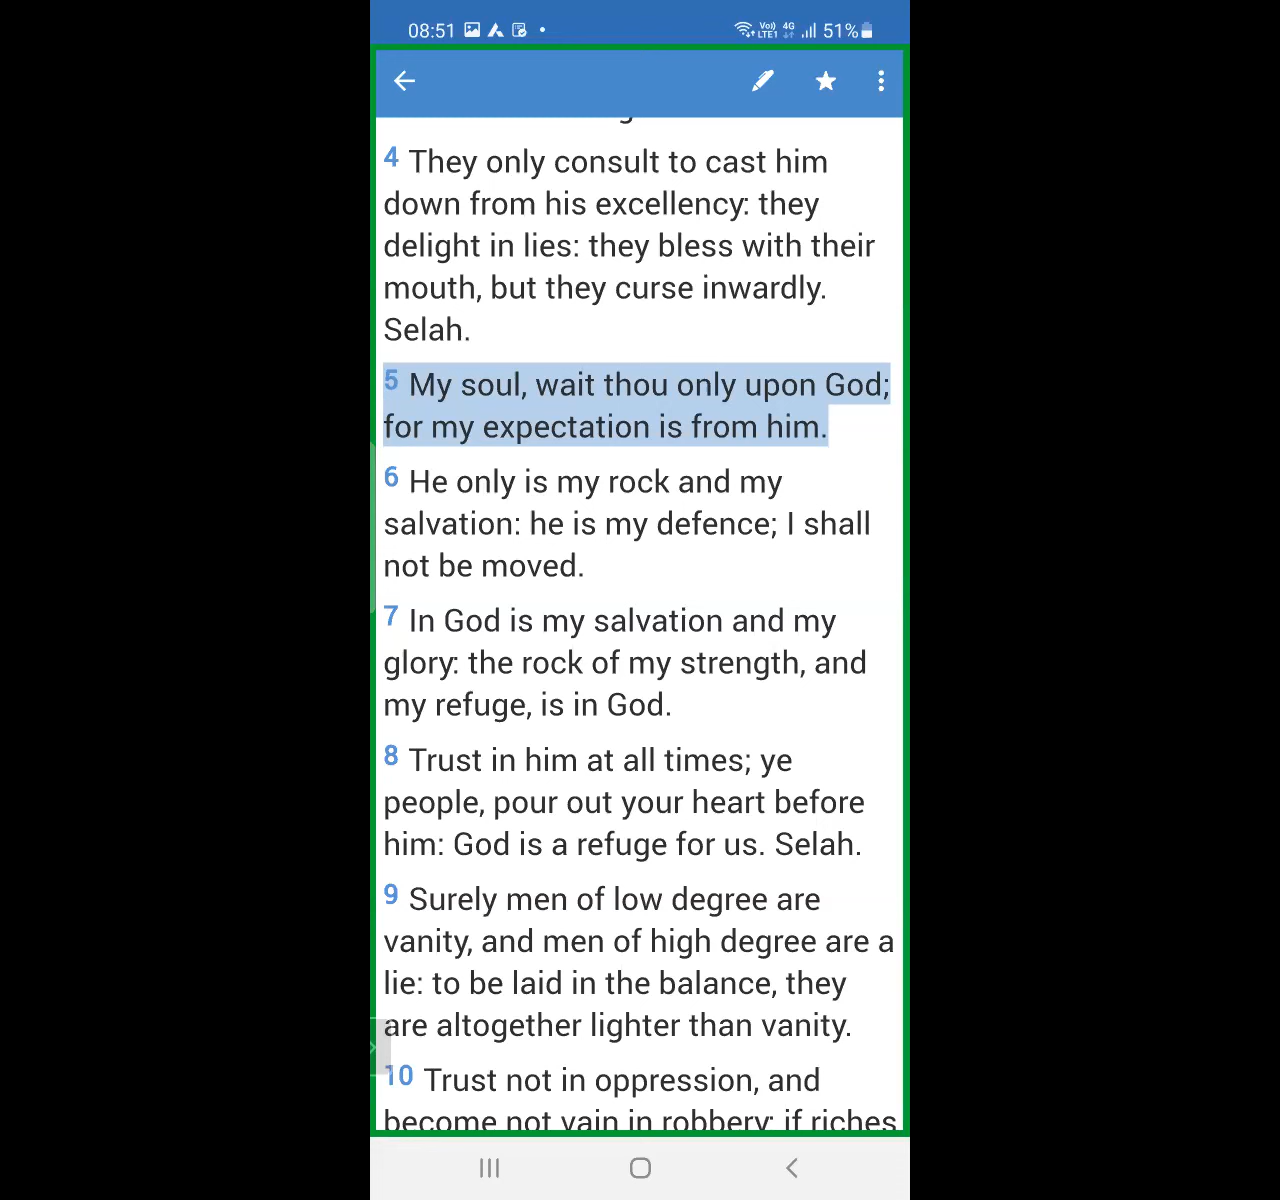 08:51 Vo)) LTE1 4G 51%
4 They only consult to cast him
down from his excellency: they
delight in lies: they bless with their
mouth, but they curse inwardly.
Selah.
5 My soul, wait thou only upon God;
for my expectation is from him.
6 He only is my rock and my
salvation: he is my defence; I shall
not be moved.
7 In God is my salvation and my
glory: the rock of my strength, and
my refuge, is in God.
8 Trust in him at all times; ye
people, pour out your heart before
him: God is a refuge for us. Selah.
9 Surely men of low degree are
vanity, and men of high degree are a
lie: to be laid in the balance, they
are altogether lighter than vanity.
10 Trust not in oppression, and
become not vain in robbery: if riches